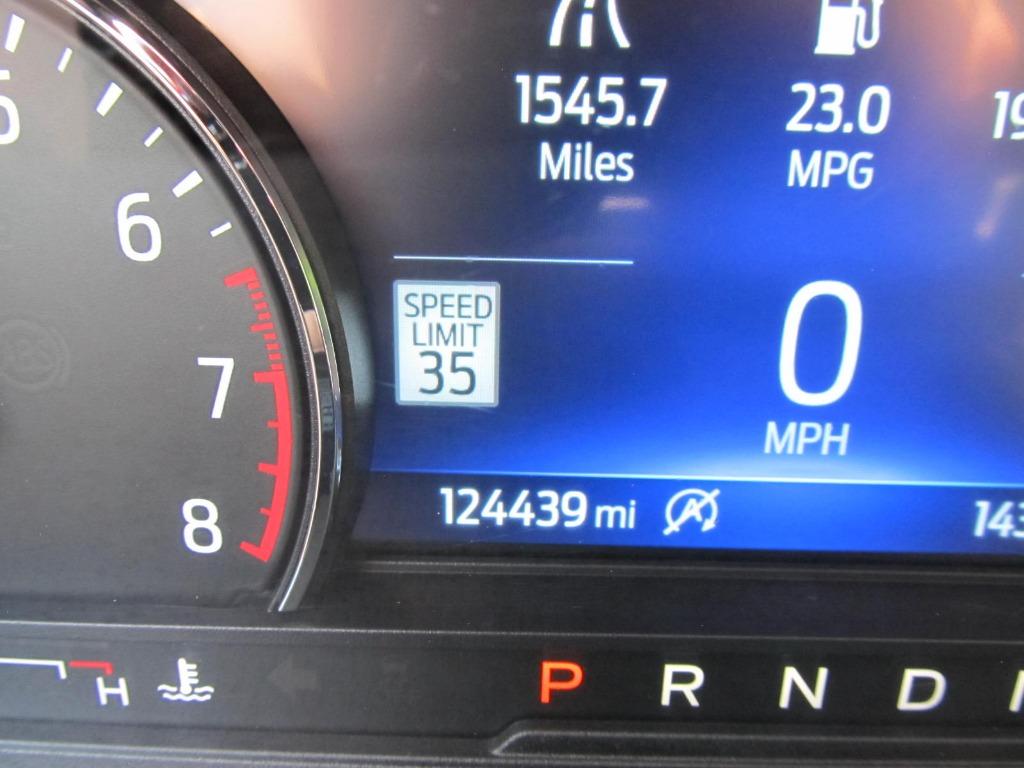 1545.7
Miles
23.0
MPG
6
7
8
SPEED
LIMIT
35
0
MPH
124439 mi
H
P R N D